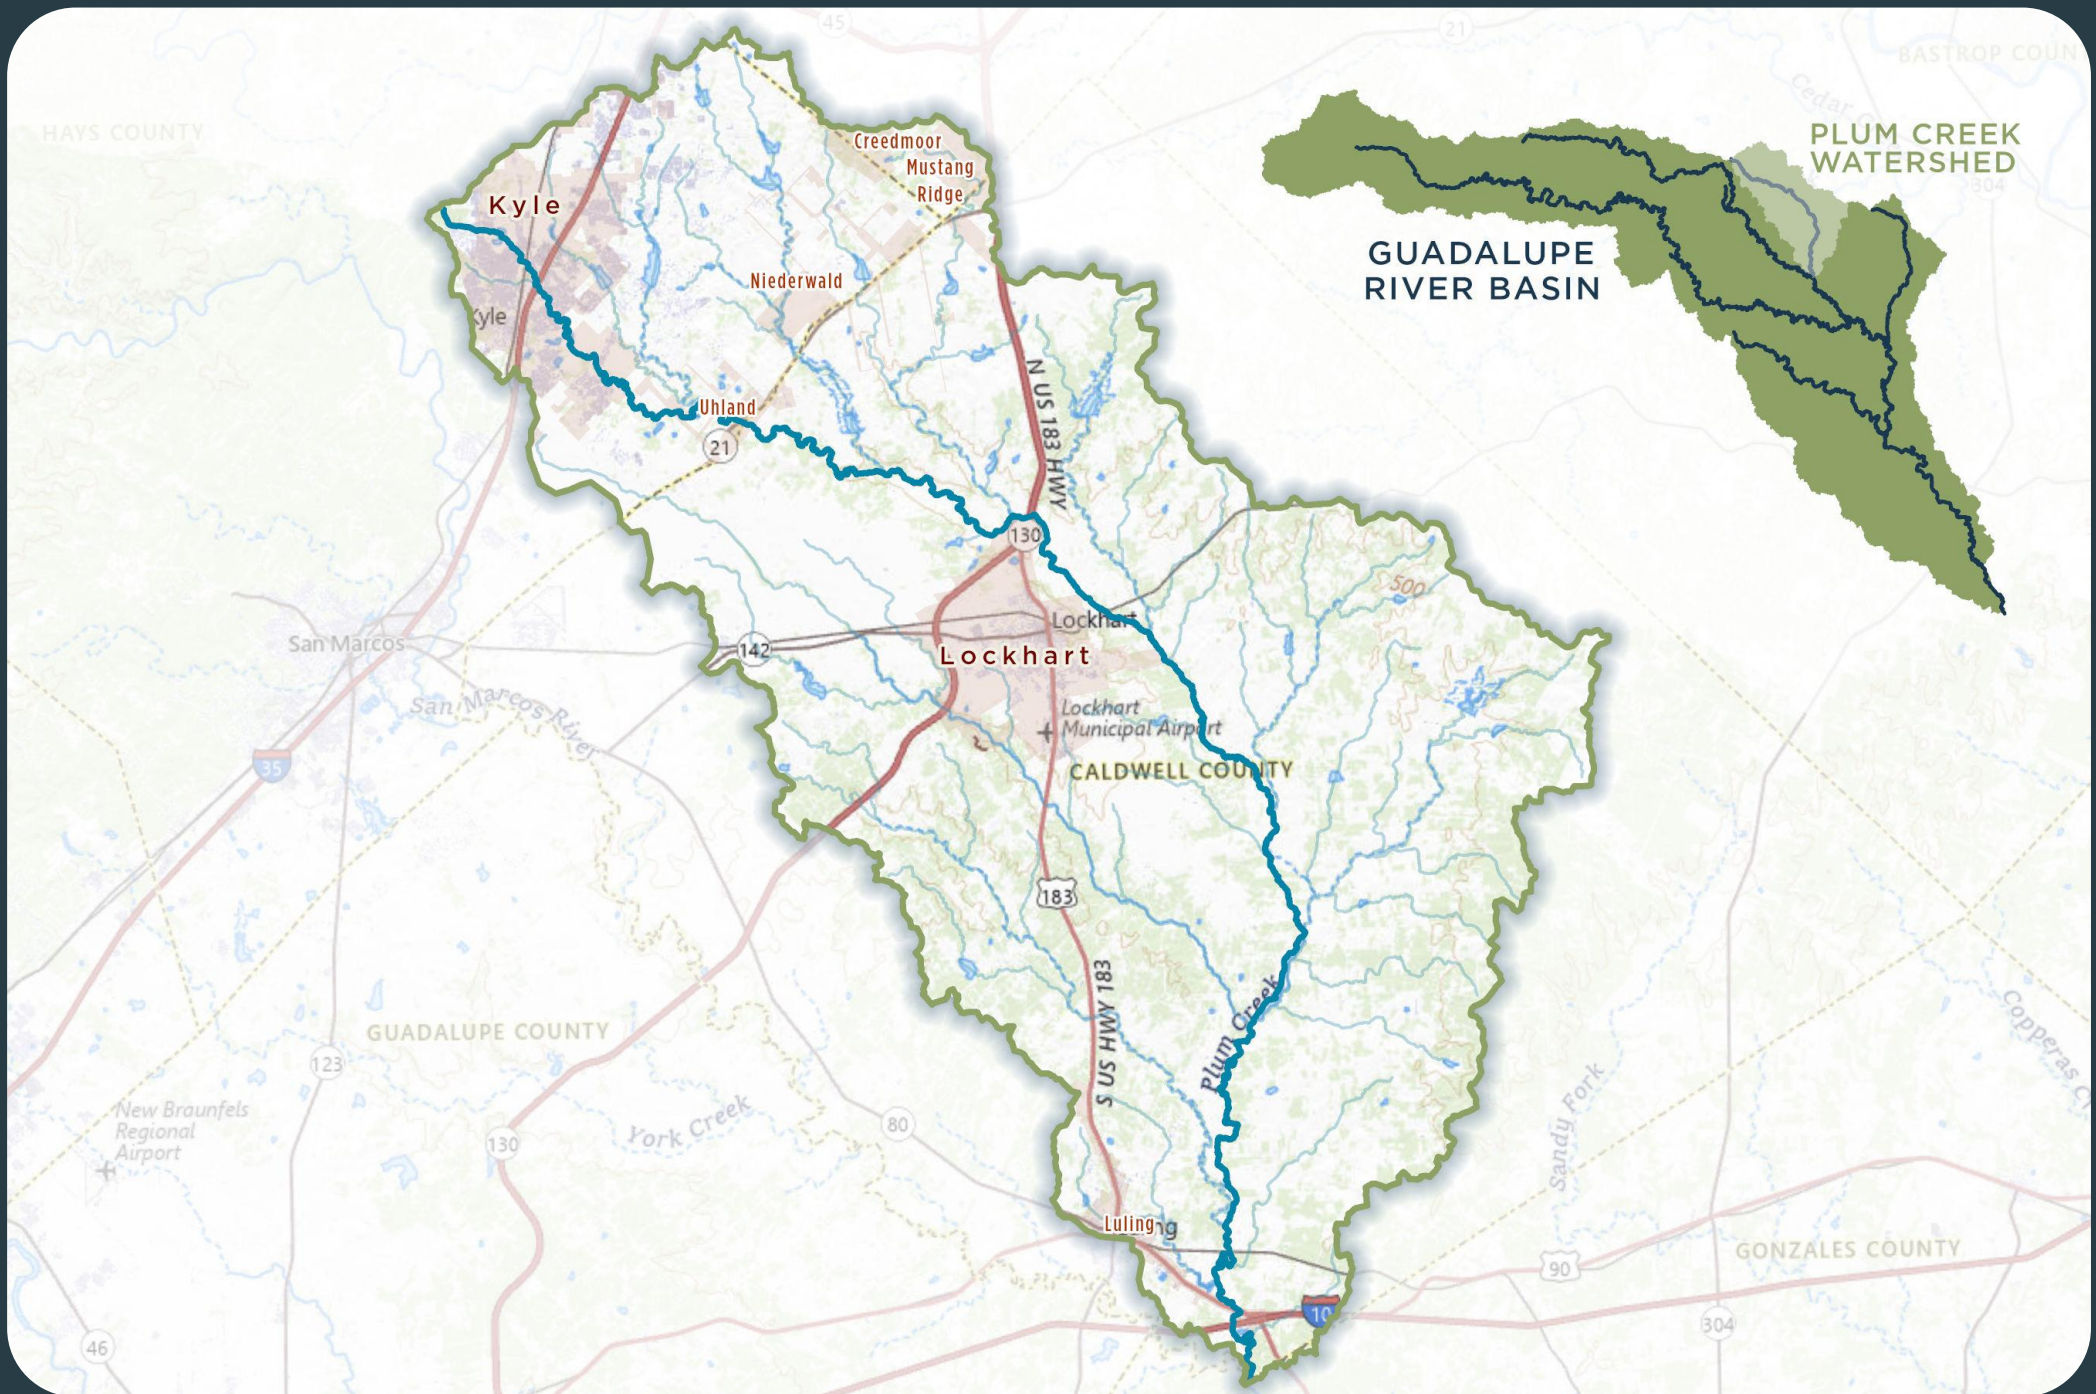 45
21
BASTROP COUN
HAYS COUNTY
Cedar
Creedmoor
Mustang
Ridge
PLUM CREEK
WATERSHED
304
Kyle
GUADALUPE
RIVER BASIN
Niederwald
Kyle
N US 183 HWY
Uhland
21
130
500
Lockhart
San Marcos
142
Lockhart
San Marcos River
Lockhart
Municipal Airport
35
CALDWELL COUNTY
183
S US HWY 183
Plum Creek
Copperas C
GUADALUPE COUNTY
123
Sandy Fork
New Braunfels
Regional
Airport
York Creek
80
130
Luling
ng
GONZALES COUNTY
90
10
304
46